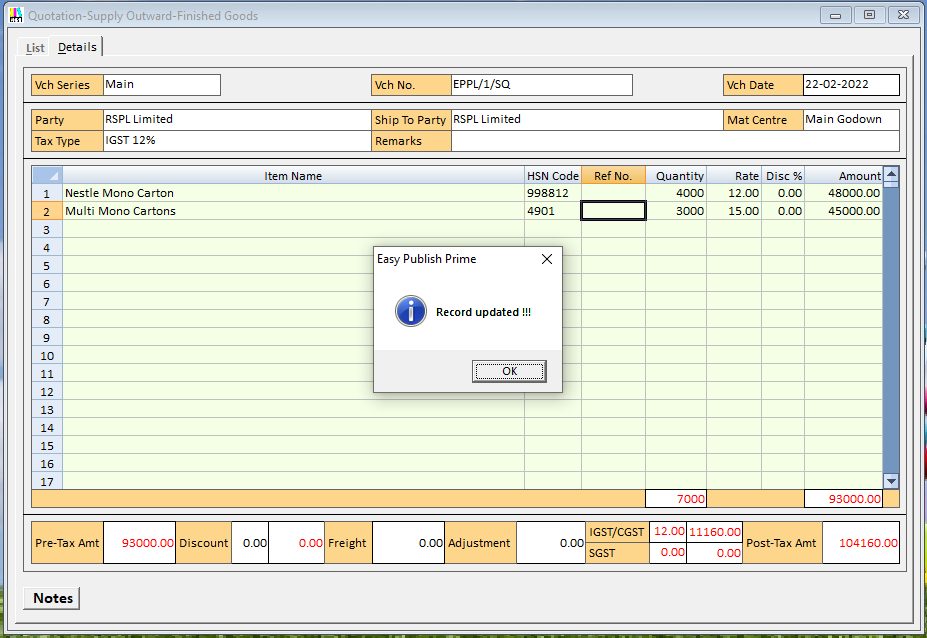 Quotation-Supply Outward-Finished Goods
List Details
Vch Series Main Vch No. EPPL/1/SQ Vch Date 22-02-2022
Party RSPL Limited Ship To Party RSPL Limited Mat Centre Main Godown
Tax Type IGST 12% Remarks
Item Name HSN Code Ref No. Quantity Rate Disc % Amount
1 Nestle Mono Carton 998812 4000 12.00 0.00 48000.00
2 Multi Mono Cartons 4901 3000 15.00 0.00 45000.00
3
4
5
6
7
8
9
10
11
12
13
14
15
16
17
Easy Publish Prime
Record updated !!!
OK
7000 93000.00
Pre-Tax Amt 93000.00 Discount 0.00 0.00 Freight 0.00 Adjustment 0.00 IGST/CGST 12.00 11160.00 Post-Tax Amt 104160.00
SGST 0.00 0.00
Notes